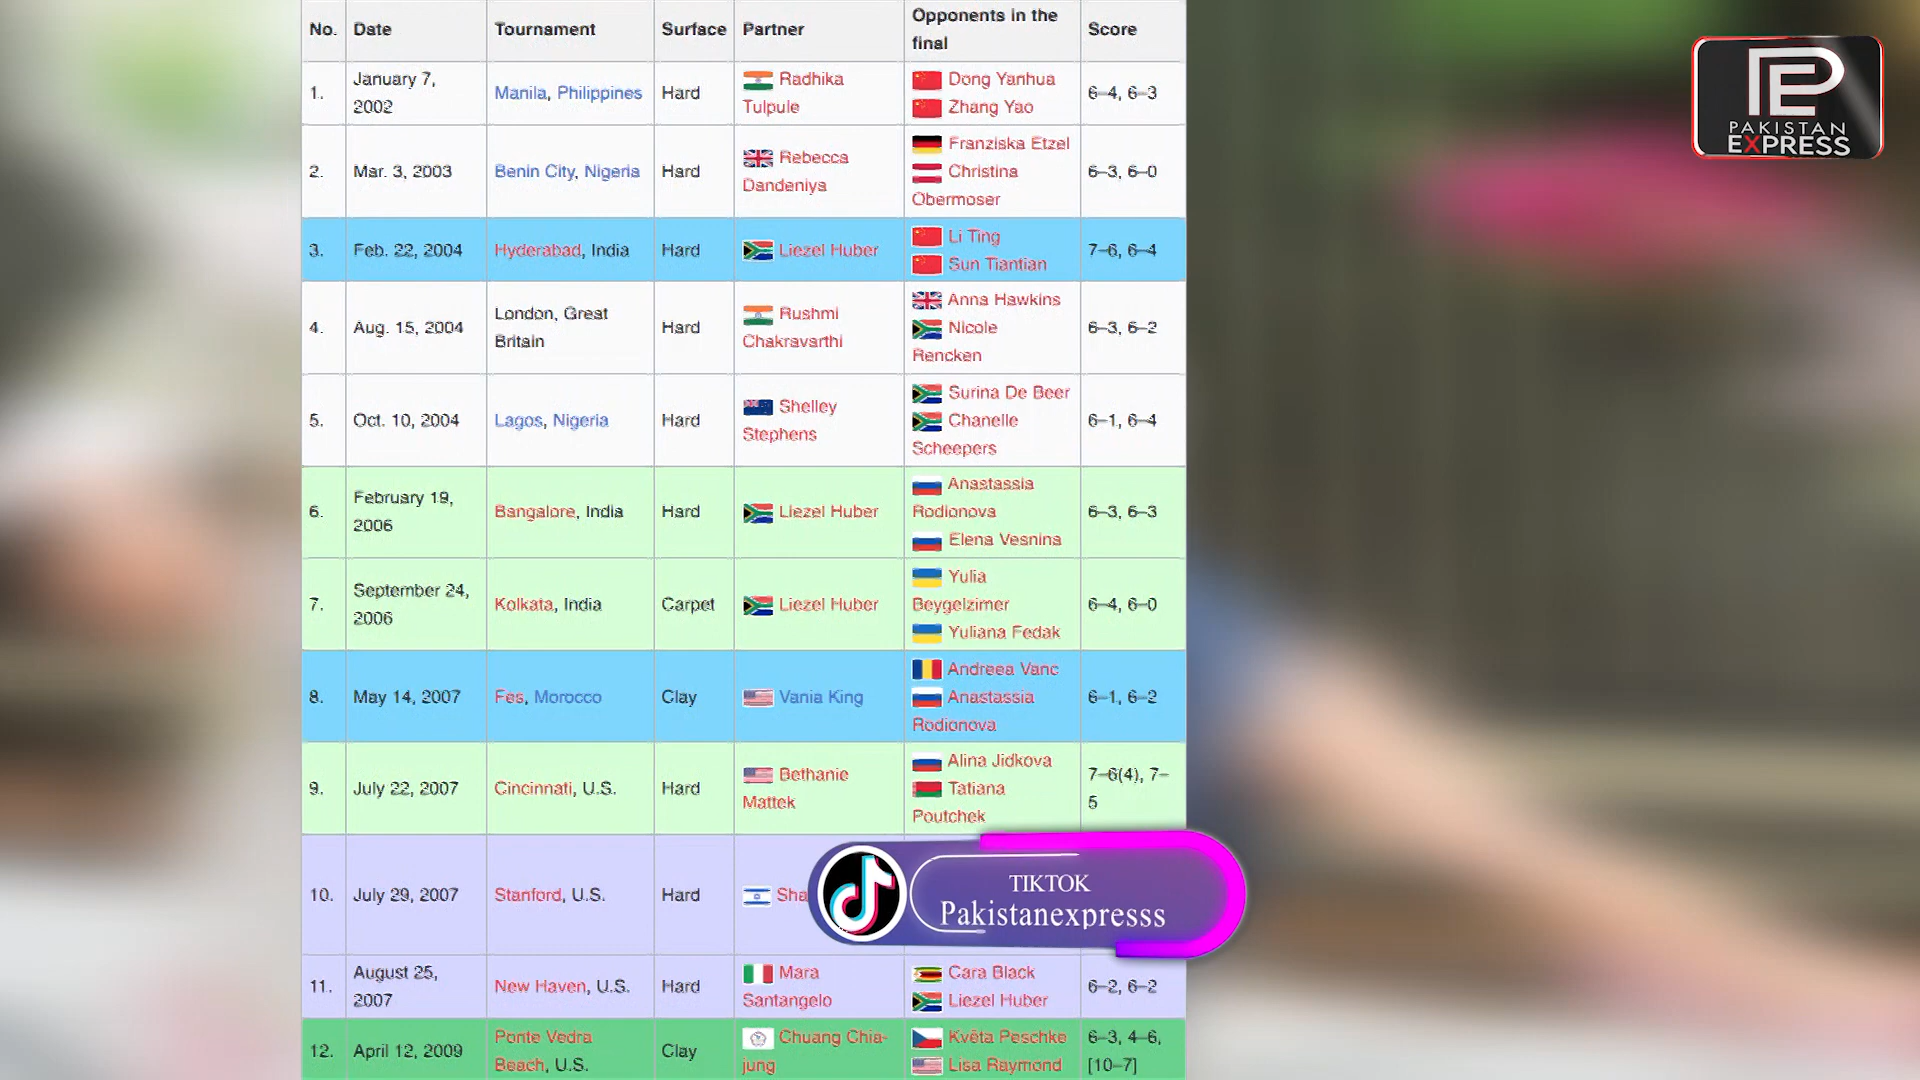 No. Date Tournament Surface Partner Opponents in the final Score
1. January 7, 2002 Manila, Philippines Hard Radhika Tulpule Dong Yanhua Zhang Yao 6–4, 6–3
2. Mar. 3, 2003 Benin City, Nigeria Hard Rebecca Dandeniya Franziska Etzel Christina Obermoser 6–3, 6–0
3. Feb. 22, 2004 Hyderabad, India Hard Liezel Huber Li Ting Sun Tiantian 7–6, 6–4
4. Aug. 15, 2004 London, Great Britain Hard Rushmi Chakravarthi Anna Hawkins Nicole Rencken 6–3, 6–2
5. Oct. 10, 2004 Lagos, Nigeria Hard Shelley Stephens Surina De Beer Chanelle Scheepers 6–1, 6–4
6. February 19, 2006 Bangalore, India Hard Liezel Huber Anastassia Rodionova Elena Vesnina 6–3, 6–3
7. September 24, 2006 Kolkata, India Carpet Liezel Huber Yulia Beygelzimer Yuliana Fedak 6–4, 6–0
8. May 14, 2007 Fes, Morocco Clay Vania King Andreea Vanc Anastassia Rodionova 6–1, 6–2
9. July 22, 2007 Cincinnati, U.S. Hard Bethanie Mattek Alina Jidkova Tatiana Poutchek 7–6(4), 7–5
10. July 29, 2007 Stanford, U.S. Hard Sha
11. August 25, 2007 New Haven, U.S. Hard Mara Santangelo Cara Black Liezel Huber 6–2, 6–2
12. April 12, 2009 Ponte Vedra Beach, U.S. Clay Chuang Chia-jung Květa Peschke Lisa Raymond 6–3, 4–6, [10–7]
TIKTOK
Pakistanexpresss
PE
PAKISTAN
EXPRESS